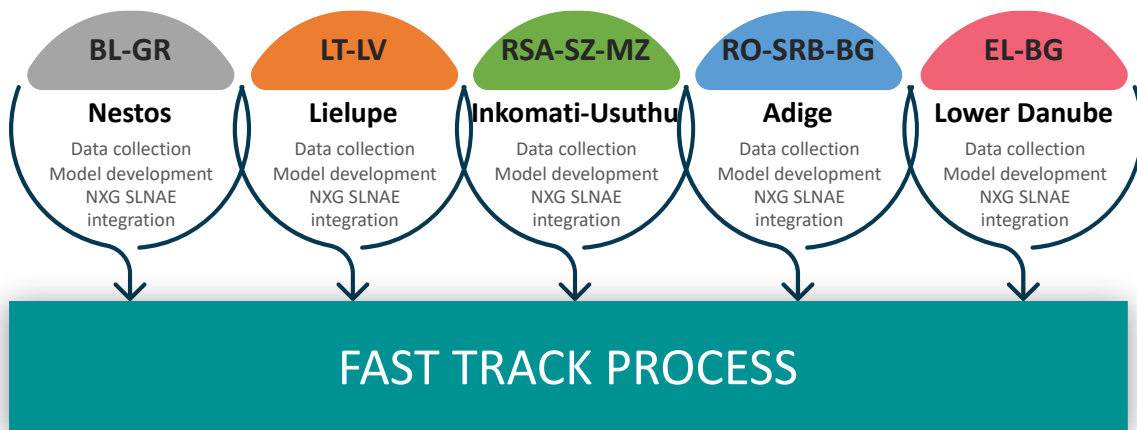 BL-GR
Nestos
Data collection
Model development
NXG SLNAE
integration
LT-LV
Lielupe
Data collection
Model development
NXG SLNAE
integration
RSA-SZ-MZ
Inkomati-Usuthu
Data collection
Model development
NXG SLNAE
integration
RO-SRB-BG
Adige
Data collection
Model development
NXG SLNAE
integration
EL-BG
Lower Danube
Data collection
Model development
NXG SLNAE
integration
FAST TRACK PROCESS